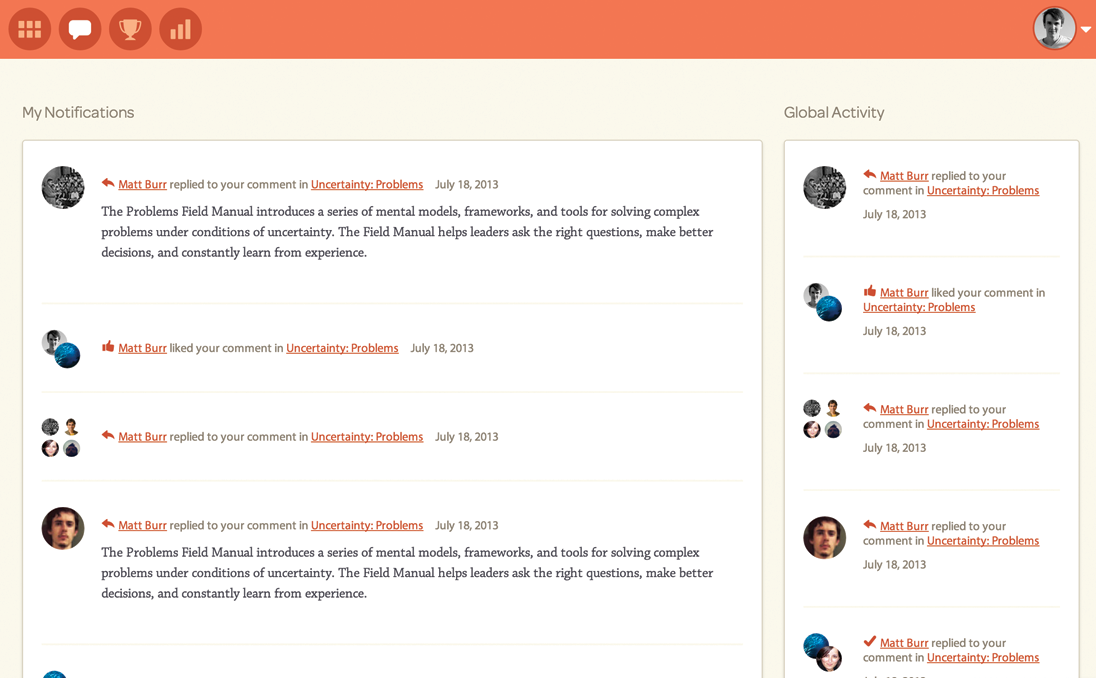 My Notifications
Matt Burr replied to your comment in Uncertainty: Problems July 18, 2013
The Problems Field Manual introduces a series of mental models, frameworks, and tools for solving complex
problems under conditions of uncertainty. The Field Manual helps leaders ask the right questions, make better
decisions, and constantly learn from experience.
Matt Burr liked your comment in Uncertainty: Problems July 18, 2013
Matt Burr replied to your comment in Uncertainty: Problems July 18, 2013
Matt Burr replied to your comment in Uncertainty: Problems July 18, 2013
The Problems Field Manual introduces a series of mental models, frameworks, and tools for solving complex
problems under conditions of uncertainty. The Field Manual helps leaders ask the right questions, make better
decisions, and constantly learn from experience.
Global Activity
Matt Burr replied to your
comment in Uncertainty: Problems
July 18, 2013
Matt Burr liked your comment in
Uncertainty: Problems
July 18, 2013
Matt Burr replied to your
comment in Uncertainty: Problems
July 18, 2013
Matt Burr replied to your
comment in Uncertainty: Problems
July 18, 2013
Matt Burr replied to your
comment in Uncertainty: Problems